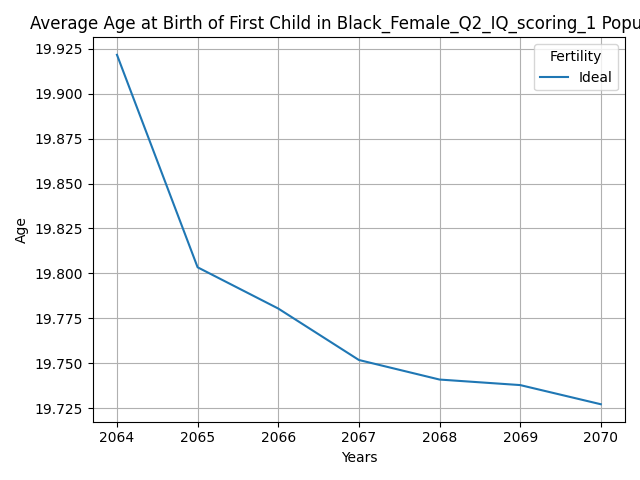 Average Age at Birth of First Child in Black_Female_Q2_IQ_scoring_1 Popu
19.925
19.900
19.875
19.850
19.825
19.800
19.775
19.750
19.725
Age
Fertility
Ideal
2064 2065 2066 2067 2068 2069 2070
Years